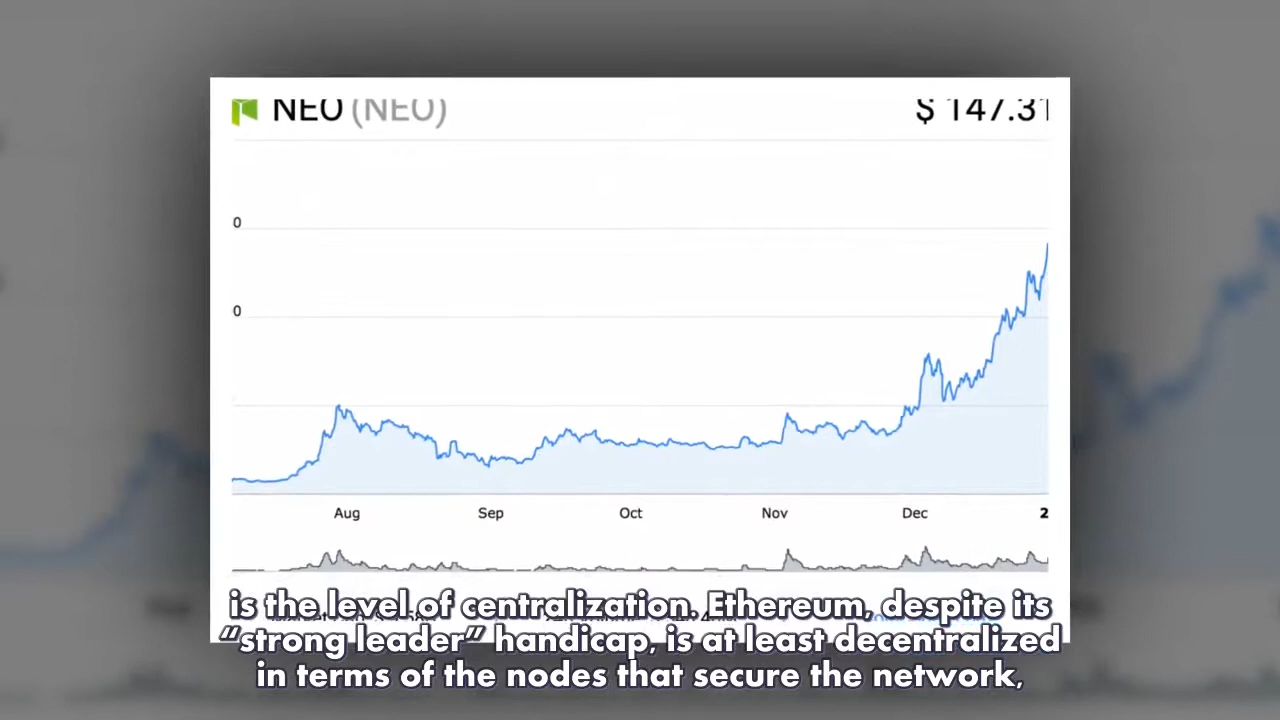 NEO (NEO)
$ 147.31
0
0
Aug Sep Oct Nov Dec 2
is the level of centralization. Ethereum, despite its
“strong leader” handicap, is at least decentralized
in terms of the nodes that secure the network,